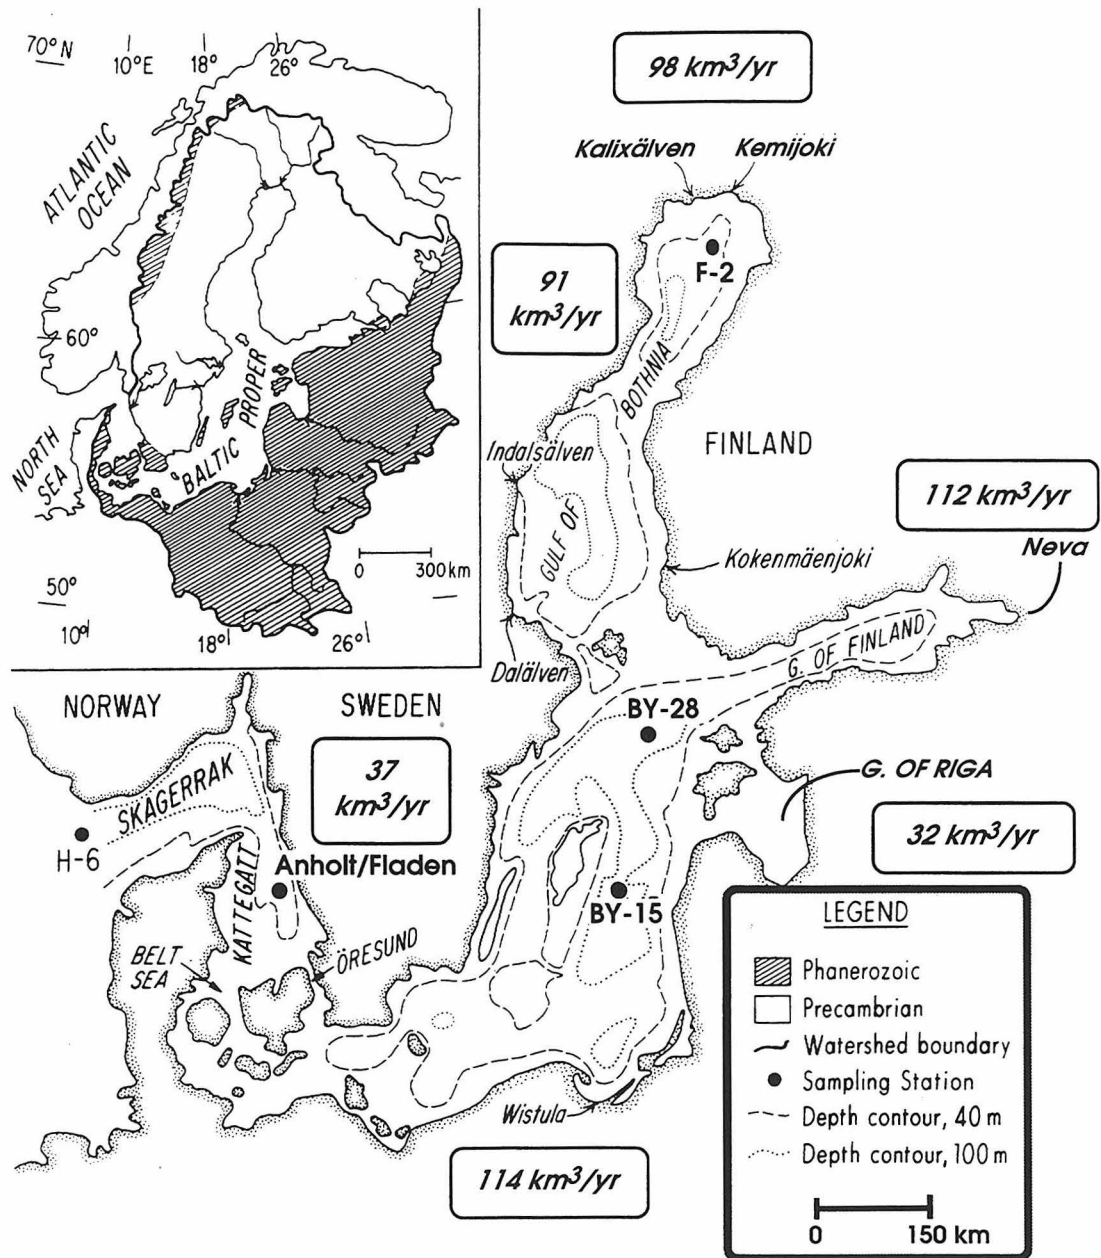 70° N
10°E
18°
26°
ATLANTIC
OCEAN
60°
NORTH
SEA
BALTIC
PROPER
0
300 km
50°
10°
18°
26°
98 km³/yr
Kalixälven
Kemijoki
F-2
91
km³/yr
BOTHNIA
FINLAND
Indalsälven
GULF OF
112 km³/yr
Neva
Kokenmäenjoki
G. OF FINLAND
Dalälven
NORWAY
SWEDEN
BY-28
SKAGERRAK
37
km³/yr
G. OF RIGA
H-6
32 km³/yr
Anholt/Fladen
KATTEGATT
BY-15
BELT
SEA
ÖRESUND
Wistula
114 km³/yr
LEGEND
Phanerozoic
Precambrian
Watershed boundary
Sampling Station
Depth contour, 40 m
Depth contour, 100 m
0
150 km